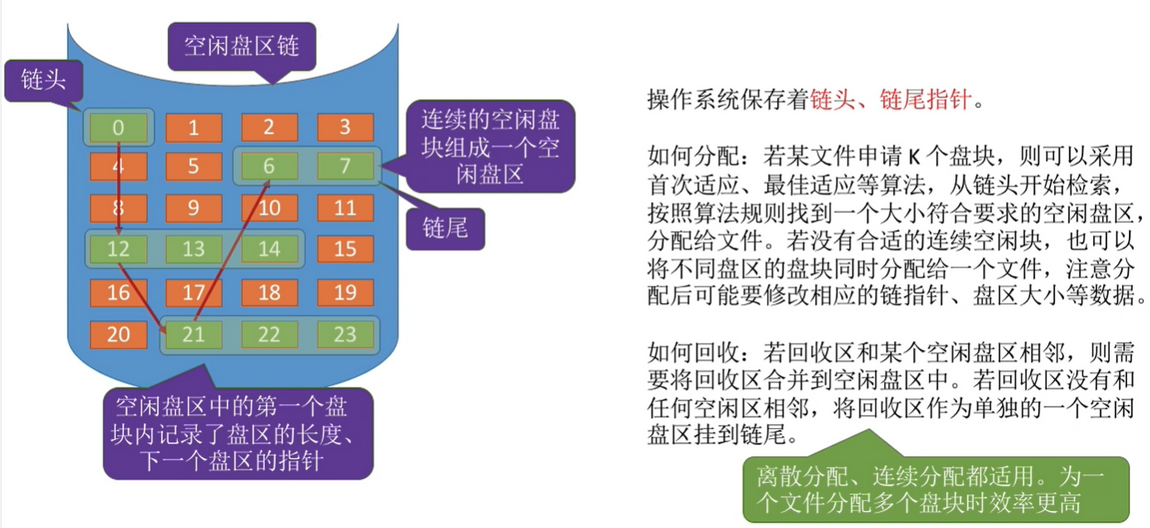 空闲盘区链
链头
0 1 2 3
4 5 6 7
8 9 10 11
12 13 14 15
16 17 18 19
20 21 22 23
连续的空闲盘
块组成一个空
闲盘区
链尾
空闲盘区中的第一个盘
块内记录了盘区的长度、
下一个盘区的指针
操作系统保存着链头、链尾指针。
如何分配：若某文件申请 K 个盘块，则可以采用
首次适应、最佳适应等算法，从链头开始检索，
按照算法规则找到一个大小符合要求的空闲盘区，
分配给文件。若没有合适的连续空闲块，也可以
将不同盘区的盘块同时分配给一个文件，注意分
配后可能要修改相应的链指针、盘区大小等数据。
如何回收：若回收区和某个空闲盘区相邻，则需
要将回收区合并到空闲盘区中。若回收区没有和
任何空闲区相邻，将回收区作为单独的一个空闲
盘区挂到链尾。
离散分配、连续分配都适用。为一
个文件分配多个盘块时效率更高